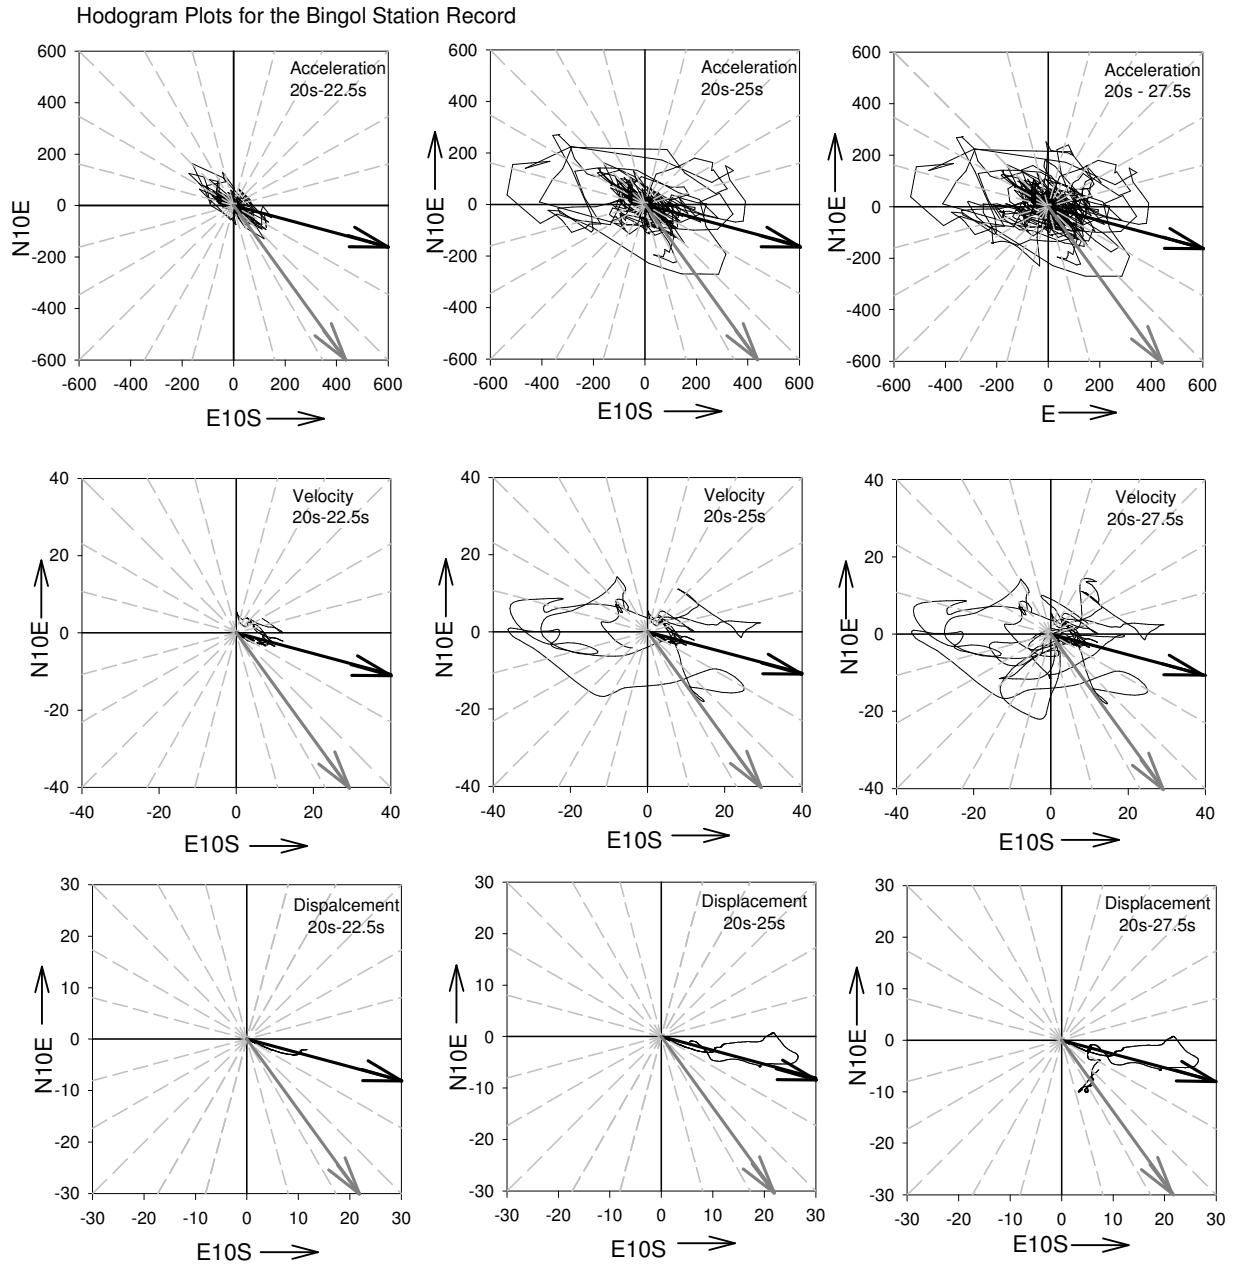 Hodogram Plots for the Bingol Station Record
Acceleration
20s-22.5s
600
400
200
0
-200
-400
-600
N10E
-600 -400 -200 0 200 400 600
E10S
Acceleration
20s-25s
600
400
200
0
-200
-400
-600
N10E
-600 -400 -200 0 200 400 600
E10S
Acceleration
20s - 27.5s
600
400
200
0
-200
-400
-600
N10E
-600 -400 -200 0 200 400 600
E
Velocity
20s-22.5s
40
20
0
-20
-40
N10E
-40 -20 0 20 40
E10S
Velocity
20s-25s
40
20
0
-20
-40
N10E
-40 -20 0 20 40
E10S
Velocity
20s-27.5s
40
20
0
-20
-40
N10E
-40 -20 0 20 40
E10S
Dispalcement
20s-22.5s
30
20
10
0
-10
-20
-30
N10E
-30 -20 -10 0 10 20 30
E10S
Displacement
20s-25s
30
20
10
0
-10
-20
-30
N10E
-30 -20 -10 0 10 20 30
E10S
Displacement
20s-27.5s
30
20
10
0
-10
-20
-30
N10E
-30 -20 -10 0 10 20 30
E10S